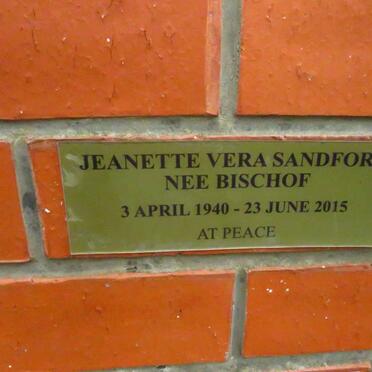 JEANETTE VERA SANDFOR
NEE BISCHOF
3 APRIL 1940 - 23 JUNE 2015
AT PEACE